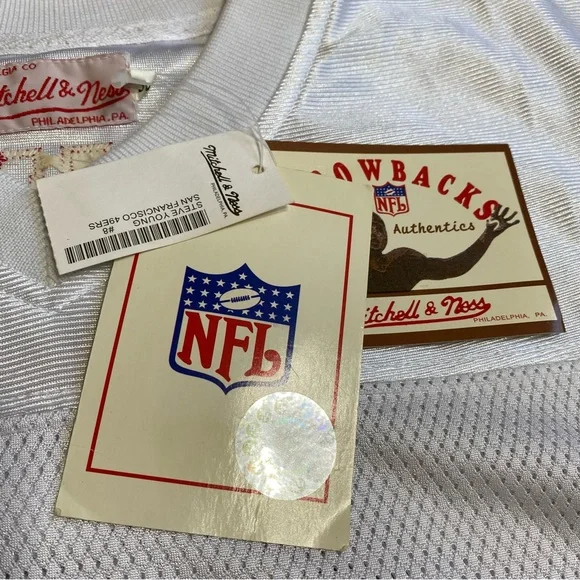 Mitchell & Ness
PHILADELPHIA, PA.
Mitchell & Ness
STEVE YOUNG
SAN FRANCISCO 49ERS
#8
NFL
ROWBACKS
NFL
Authentics
Mitchell & Ness
PHILADELPHIA, PA.